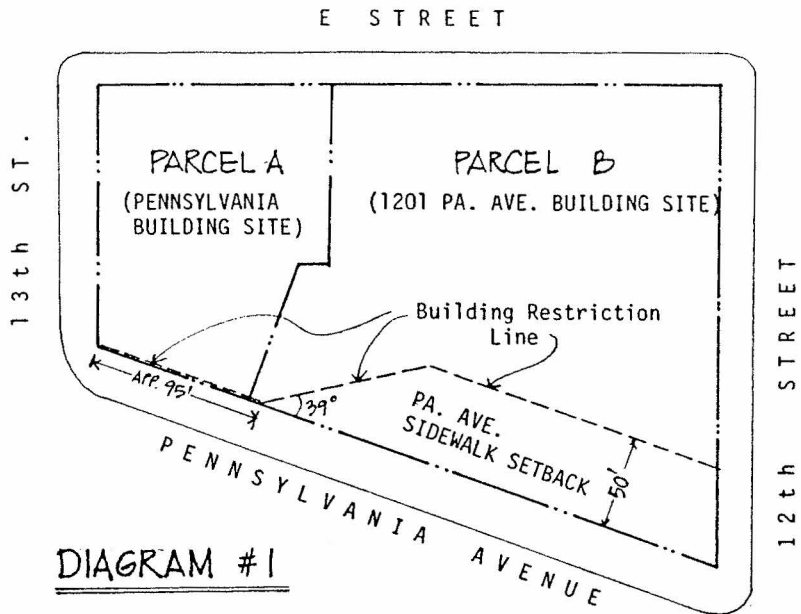 E STREET
13th ST.
PARCEL A
(PENNSYLVANIA
BUILDING SITE)
PARCEL B
(1201 PA. AVE. BUILDING SITE)
Building Restriction
Line
APP. 95'
39°
PA. AVE.
SIDEWALK SETBACK
50'
12th STREET
PENNSYLVANIA AVENUE
DIAGRAM #1